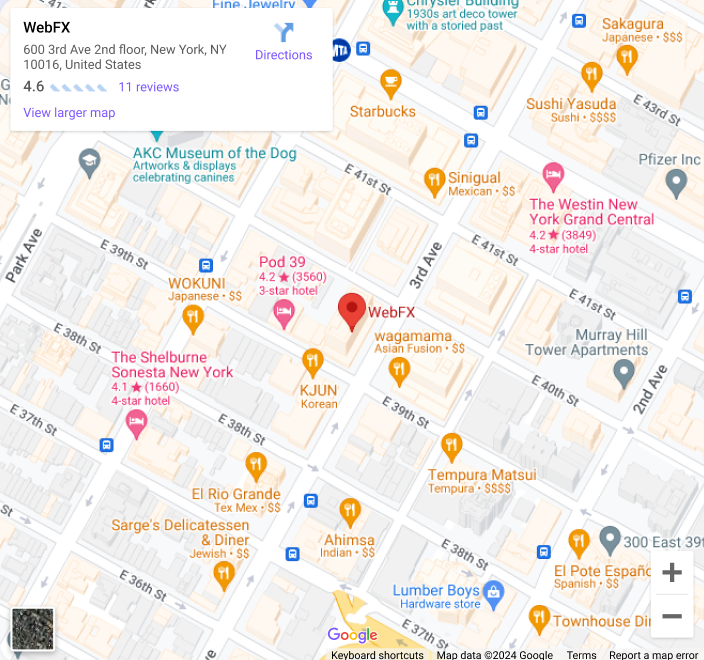 Fine Jewelry
Chrysler Building
1930s art deco tower
with a storied past
WebFX
600 3rd Ave 2nd floor, New York, NY
10016, United States
4.6
11 reviews
View larger map
Directions
MTA
Sakagura
Japanese • $$$
Starbucks
Sushi Yasuda
Sushi • $$$$
E 43rd St
AKC Museum of the Dog
Artworks & displays
celebrating canines
E 41st St
Sinigual
Mexican • $$
Pfizer Inc
The Westin New
York Grand Central
4.2★(3849)
4-star hotel
Park Ave
E 39th St
3rd Ave
E 41st St
Pod 39
4.2★(3560)
3-star hotel
WOKUNI
Japanese • $$
E 41st St
WebFX
E 38th St
wagamama
Asian Fusion • $$
Murray Hill
Tower Apartments
The Shelburne
Sonesta New York
4.1★(1660)
4-star hotel
KJUN
Korean
E 40th St
2nd Ave
E 37th St
E 38th St
E 39th St
El Rio Grande
Tex Mex • $$
Tempura Matsui
Tempura • $$$$
Sarge's Delicatessen
& Diner
Jewish • $$
St
Ahimsa
Indian • $$
E 38th St
300 East 39t
El Pote Españo
Spanish • $$
E 36th St
Lumber Boys
Hardware store
Townhouse Din
E 37th St
+
−
Google
Keyboard shortcuts
Map data ©2024 Google
Terms
Report a map error